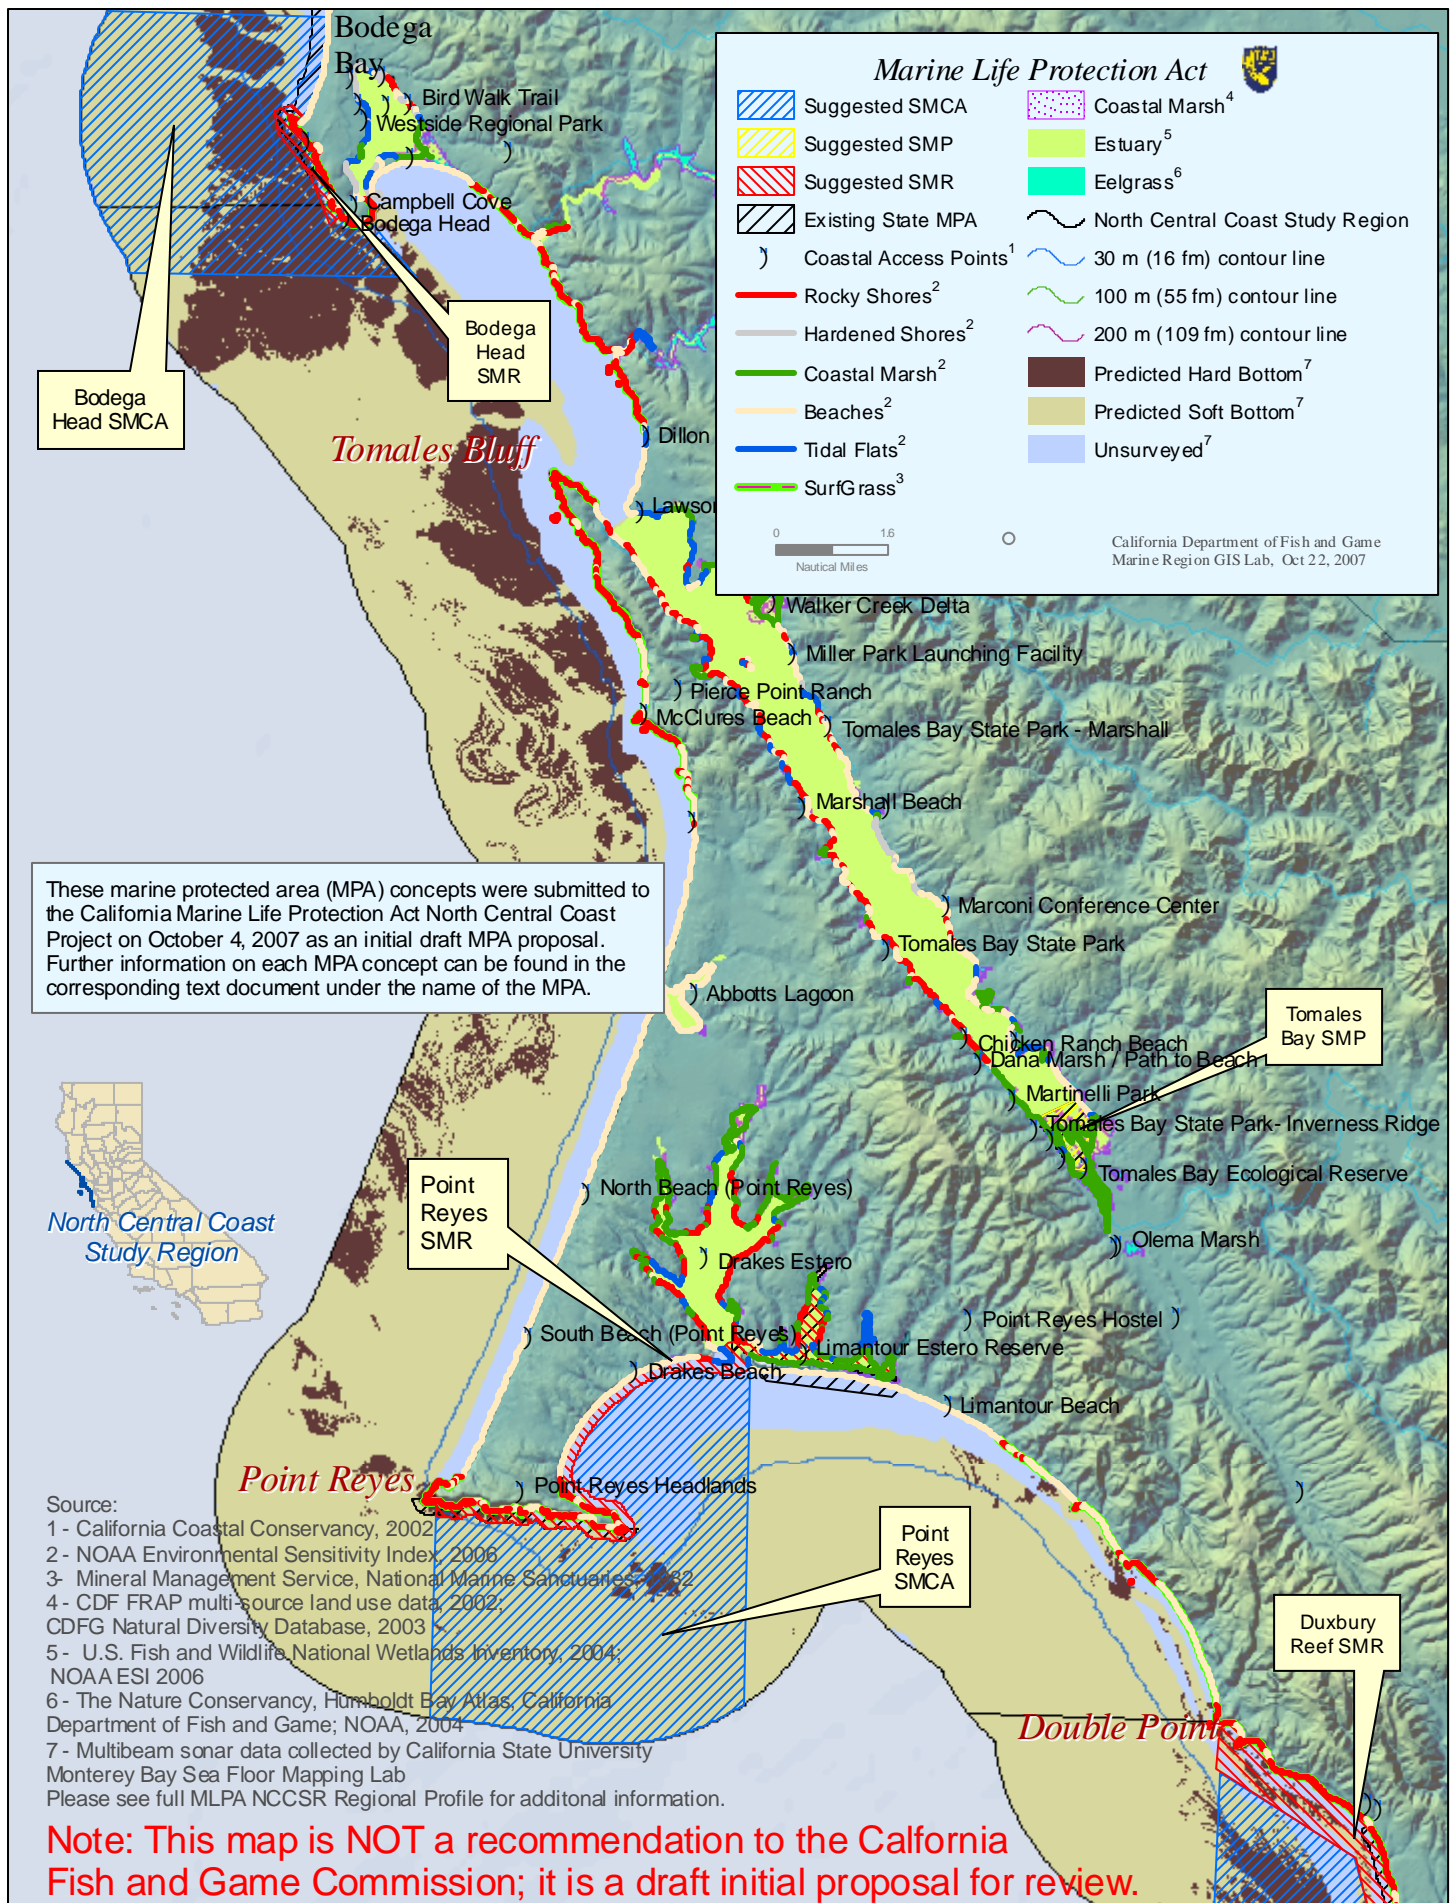 Bodega
Bay
Bird Walk Trail
Westside Regional Park
Campbell Cove
Bodega Head
Bodega
Head
SMR
Bodega
Head SMCA
Tomales Bluff
Dillon
Lawson
Marine Life Protection Act
Suggested SMCA
Suggested SMP
Suggested SMR
Existing State MPA
Coastal Access Points1
Rocky Shores2
Hardened Shores2
Coastal Marsh2
Beaches2
Tidal Flats2
SurfGrass3
Coastal Marsh4
Estuary5
Eelgrass6
North Central Coast Study Region
30 m (16 fm) contour line
100 m (55 fm) contour line
200 m (109 fm) contour line
Predicted Hard Bottom7
Predicted Soft Bottom7
Unsurveyed7
0 1.6
Nautical Miles
California Department of Fish and Game
Marine Region GIS Lab, Oct 22, 2007
Walker Creek Delta
Miller Park Launching Facility
Pierce Point Ranch
McClures Beach
Tomales Bay State Park - Marshall
Marshall Beach
These marine protected area (MPA) concepts were submitted to
the California Marine Life Protection Act North Central Coast
Project on October 4, 2007 as an initial draft MPA proposal.
Further information on each MPA concept can be found in the
corresponding text document under the name of the MPA.
Marconi Conference Center
Tomales Bay State Park
Abbotts Lagoon
Chicken Ranch Beach
Dana Marsh / Path to Beach
Tomales
Bay SMP
Martinelli Park
Tomales Bay State Park- Inverness Ridge
Tomales Bay Ecological Reserve
Olema Marsh
North Central Coast
Study Region
Point
Reyes
SMR
North Beach (Point Reyes)
Drakes Estero
Point Reyes Hostel
South Beach (Point Reyes)
Limantour Estero Reserve
Drakes Beach
Limantour Beach
Point Reyes
Point Reyes Headlands
Point
Reyes
SMCA
Duxbury
Reef SMR
Double Point
Source:
1 - California Coastal Conservancy, 2002
2 - NOAA Environmental Sensitivity Index, 2006
3- Mineral Management Service, National Marine Sanctuaries,
4 - CDF FRAP multi-source land use data, 2002;
CDFG Natural Diversity Database, 2003
5 - U.S. Fish and Wildlife National Wetlands Inventory, 2004;
NOAA ESI 2006
6 - The Nature Conservancy, Humboldt Bay Atlas, California
Department of Fish and Game; NOAA, 2004
7 - Multibeam sonar data collected by California State University
Monterey Bay Sea Floor Mapping Lab
Please see full MLPA NCCSR Regional Profile for additonal information.
Note: This map is NOT a recommendation to the Calfornia
Fish and Game Commission; it is a draft initial proposal for review.